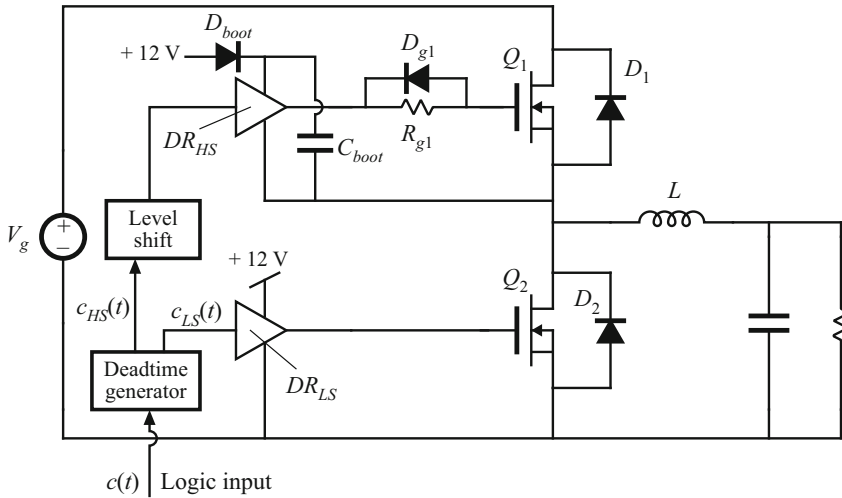 D_boot
+ 12 V
D_g1
Q_1
D_1
DR_HS
C_boot
R_g1
Level
shift
L
V_g
+
–
+ 12 V
Q_2
D_2
c_HS(t)
c_LS(t)
Deadtime
generator
DR_LS
c(t) Logic input